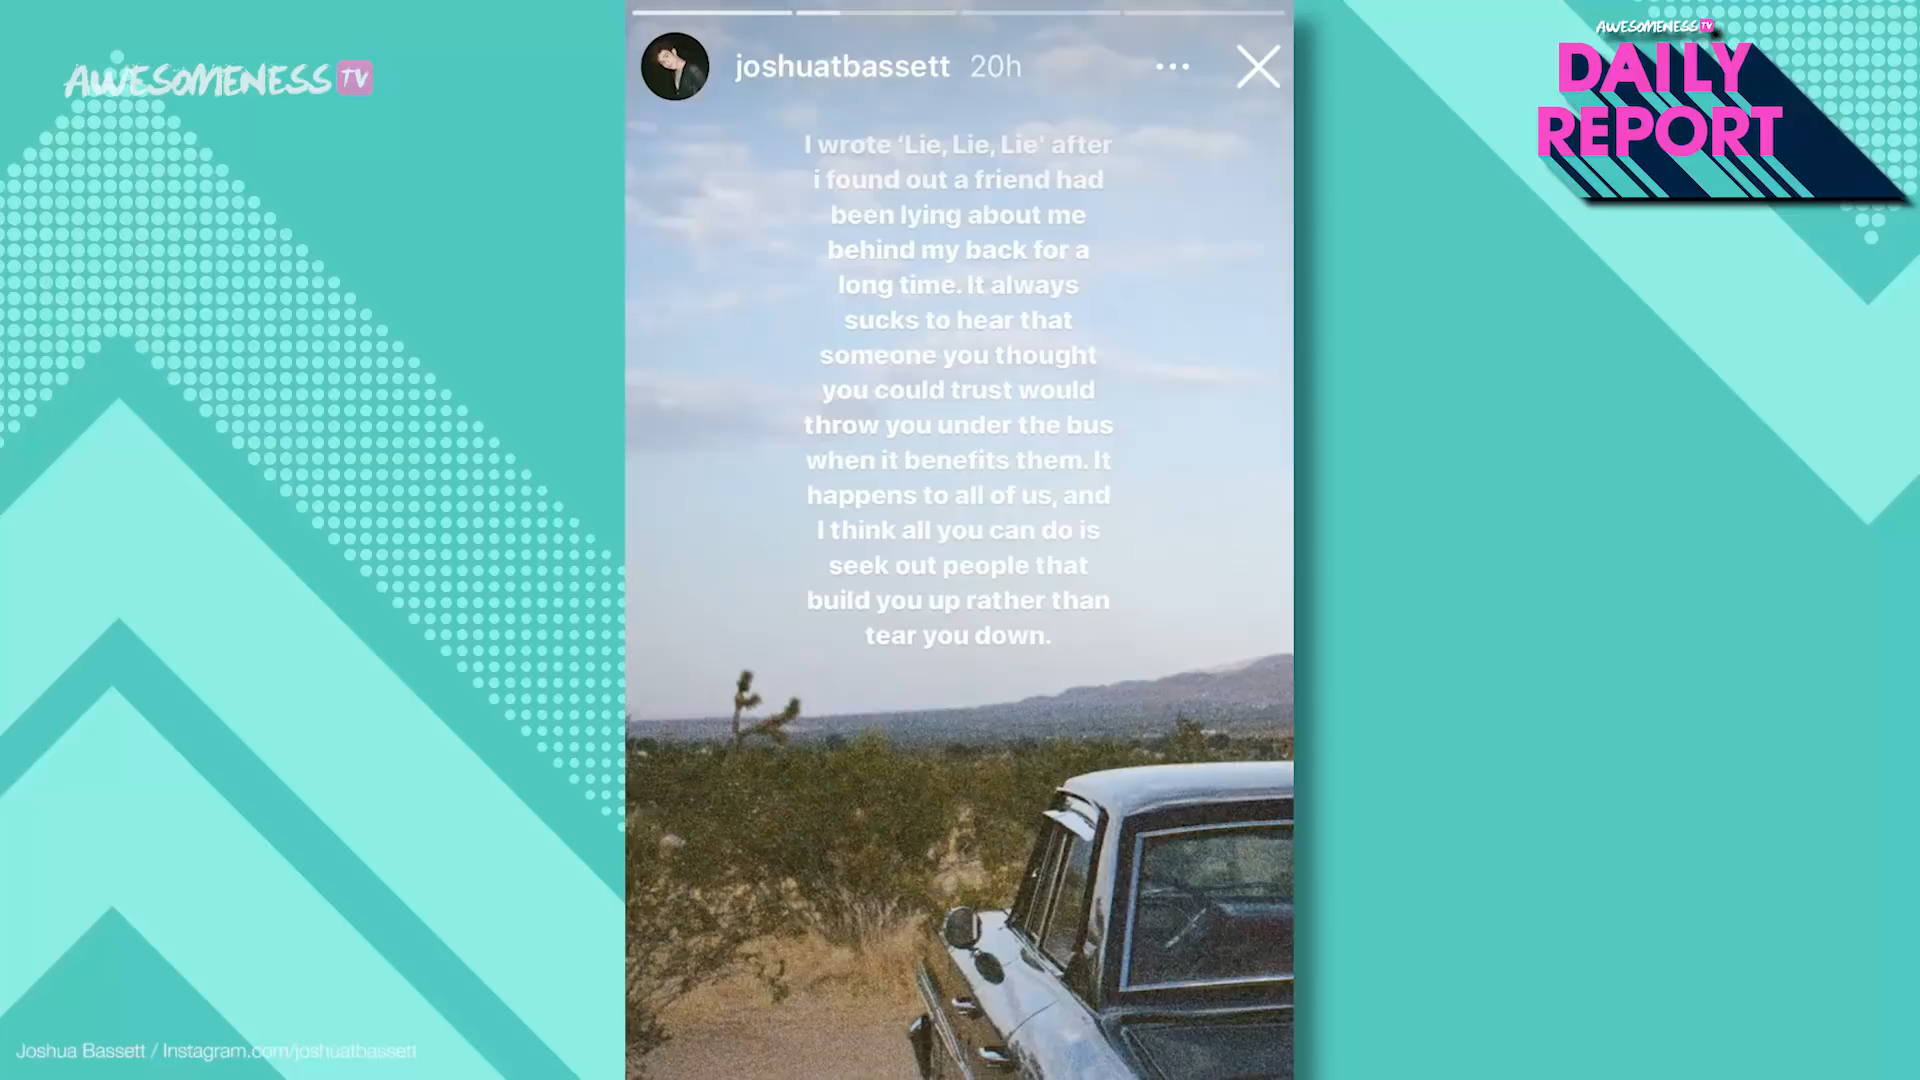 AWESOMENESS TV
AWESOMENESS TV
DAILY
REPORT
joshuatbassett 20h
I wrote ‘Lie, Lie, Lie’ after
i found out a friend had
been lying about me
behind my back for a
long time. It always
sucks to hear that
someone you thought
you could trust would
throw you under the bus
when it benefits them. It
happens to all of us, and
I think all you can do is
seek out people that
build you up rather than
tear you down.
Joshua Bassett / Instagram.com/joshuatbassett